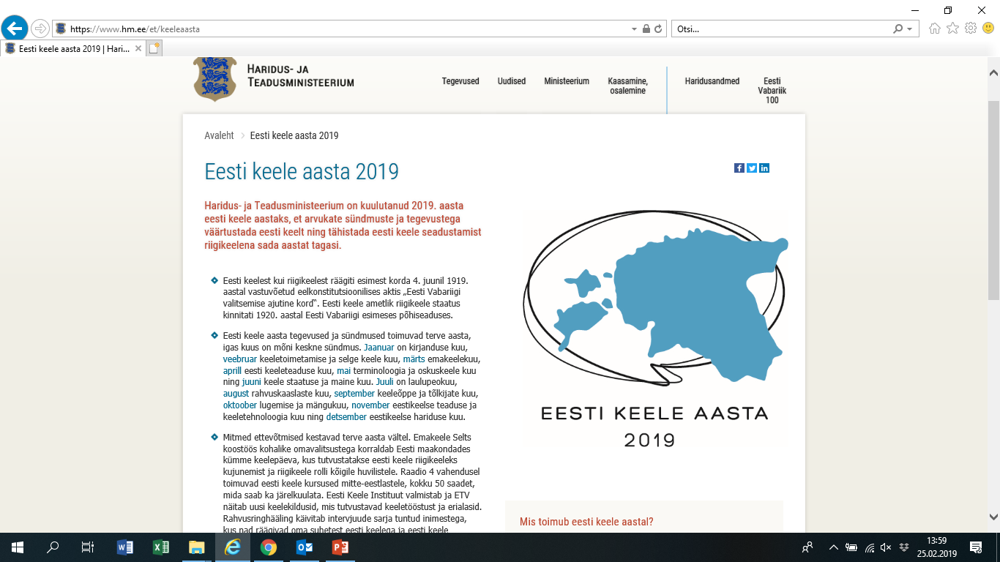 https://www.hm.ee/et/keeleaasta
Otsi...
Eesti keele aasta 2019 | Hari...
HARIDUS- JA
TEADUSMINISTEERIUM
Tegevused
Uudised
Ministeerium
Kaasamine,
osalemine
Haridusandmed
Eesti
Vabariik
100
Avaleht > Eesti keele aasta 2019
Eesti keele aasta 2019
Haridus- ja Teadusministeerium on kuulutanud 2019. aasta
eesti keele aastaks, et arvukate sündmuste ja tegevustega
väärtustada eesti keelt ning tähistada eesti keele seadustamist
riigikeelena sada aastat tagasi.
Eesti keelest kui riigikeelest räägiti esimest korda 4. juunil 1919.
aastal vastuvõetud eelkonstitutsioonilises aktis „Eesti Vabariigi
valitsemise ajutine kord“. Eesti keele ametlik riigikeele staatus
kinnitati 1920. aastal Eesti Vabariigi esimeses põhiseaduses.
Eesti keele aasta tegevused ja sündmused toimuvad terve aasta,
igas kuus on mõni keskne sündmus. Jaanuar on kirjanduse kuu,
veebruar keeletoimetamise ja selge keele kuu, märts emakeelekuu,
aprill eesti keeleteaduse kuu, mai terminoloogia ja oskuskeele kuu
ning juuni keele staatuse ja maine kuu. Juuli on laulupeokuu,
august rahvuskaaslaste kuu, september keeleõppe ja tõlkijate kuu,
oktoober lugemise ja mängukuu, november eestikeelse teaduse ja
keeletehnoloogia kuu ning detsember eestikeelse hariduse kuu.
Mitmed ettevõtmised kestavad terve aasta vältel. Emakeele Selts
koostöös kohalike omavalitsustega korraldab Eesti maakondades
kümme keelepäeva, kus tutvustatakse eesti keele riigikeeleks
kujunemist ja riigikeele rolli kõigile huvilistele. Raadio 4 vahendusel
toimuvad eesti keele kursused mitte-eestlastele, kokku 50 saadet,
mida saab ka järelkuulata. Eesti Keele Instituut valmistab ja ETV
näitab uusi keelekildusid, mis tutvustavad keeletööstust ja erialasid.
Rahvusringhääling käivitab intervjuude sarja tuntud inimestega,
kus nad räägivad oma suhetest eesti keelega ja eesti keele
EESTI KEELE AASTA
2019
Mis toimub eesti keele aastal?
13:59
25.02.2019